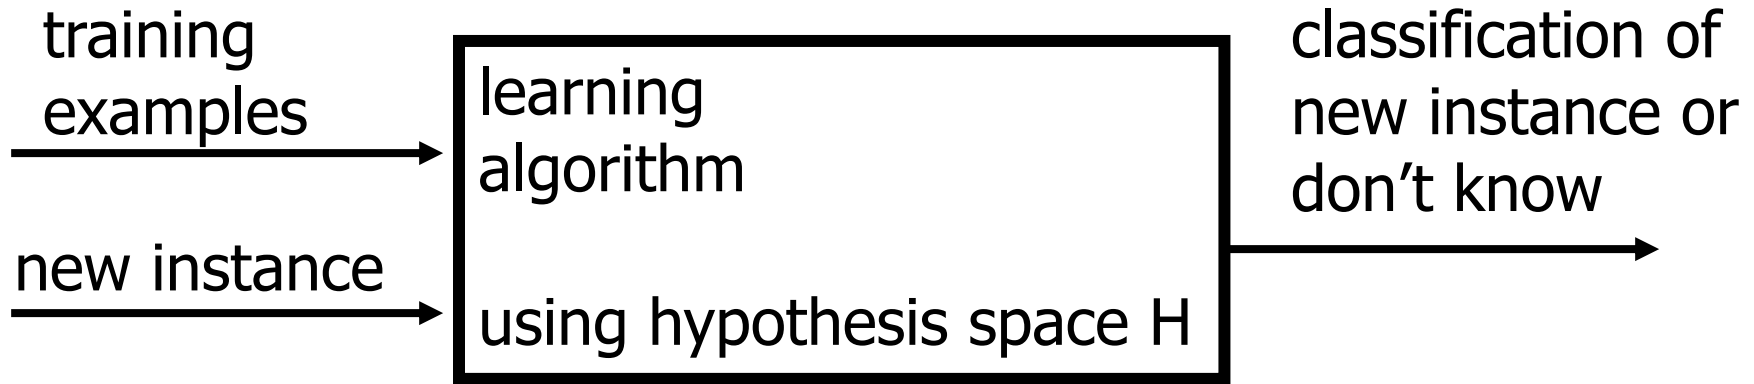 training
examples
new instance
learning
algorithm
using hypothesis space H
classification of
new instance or
don’t know